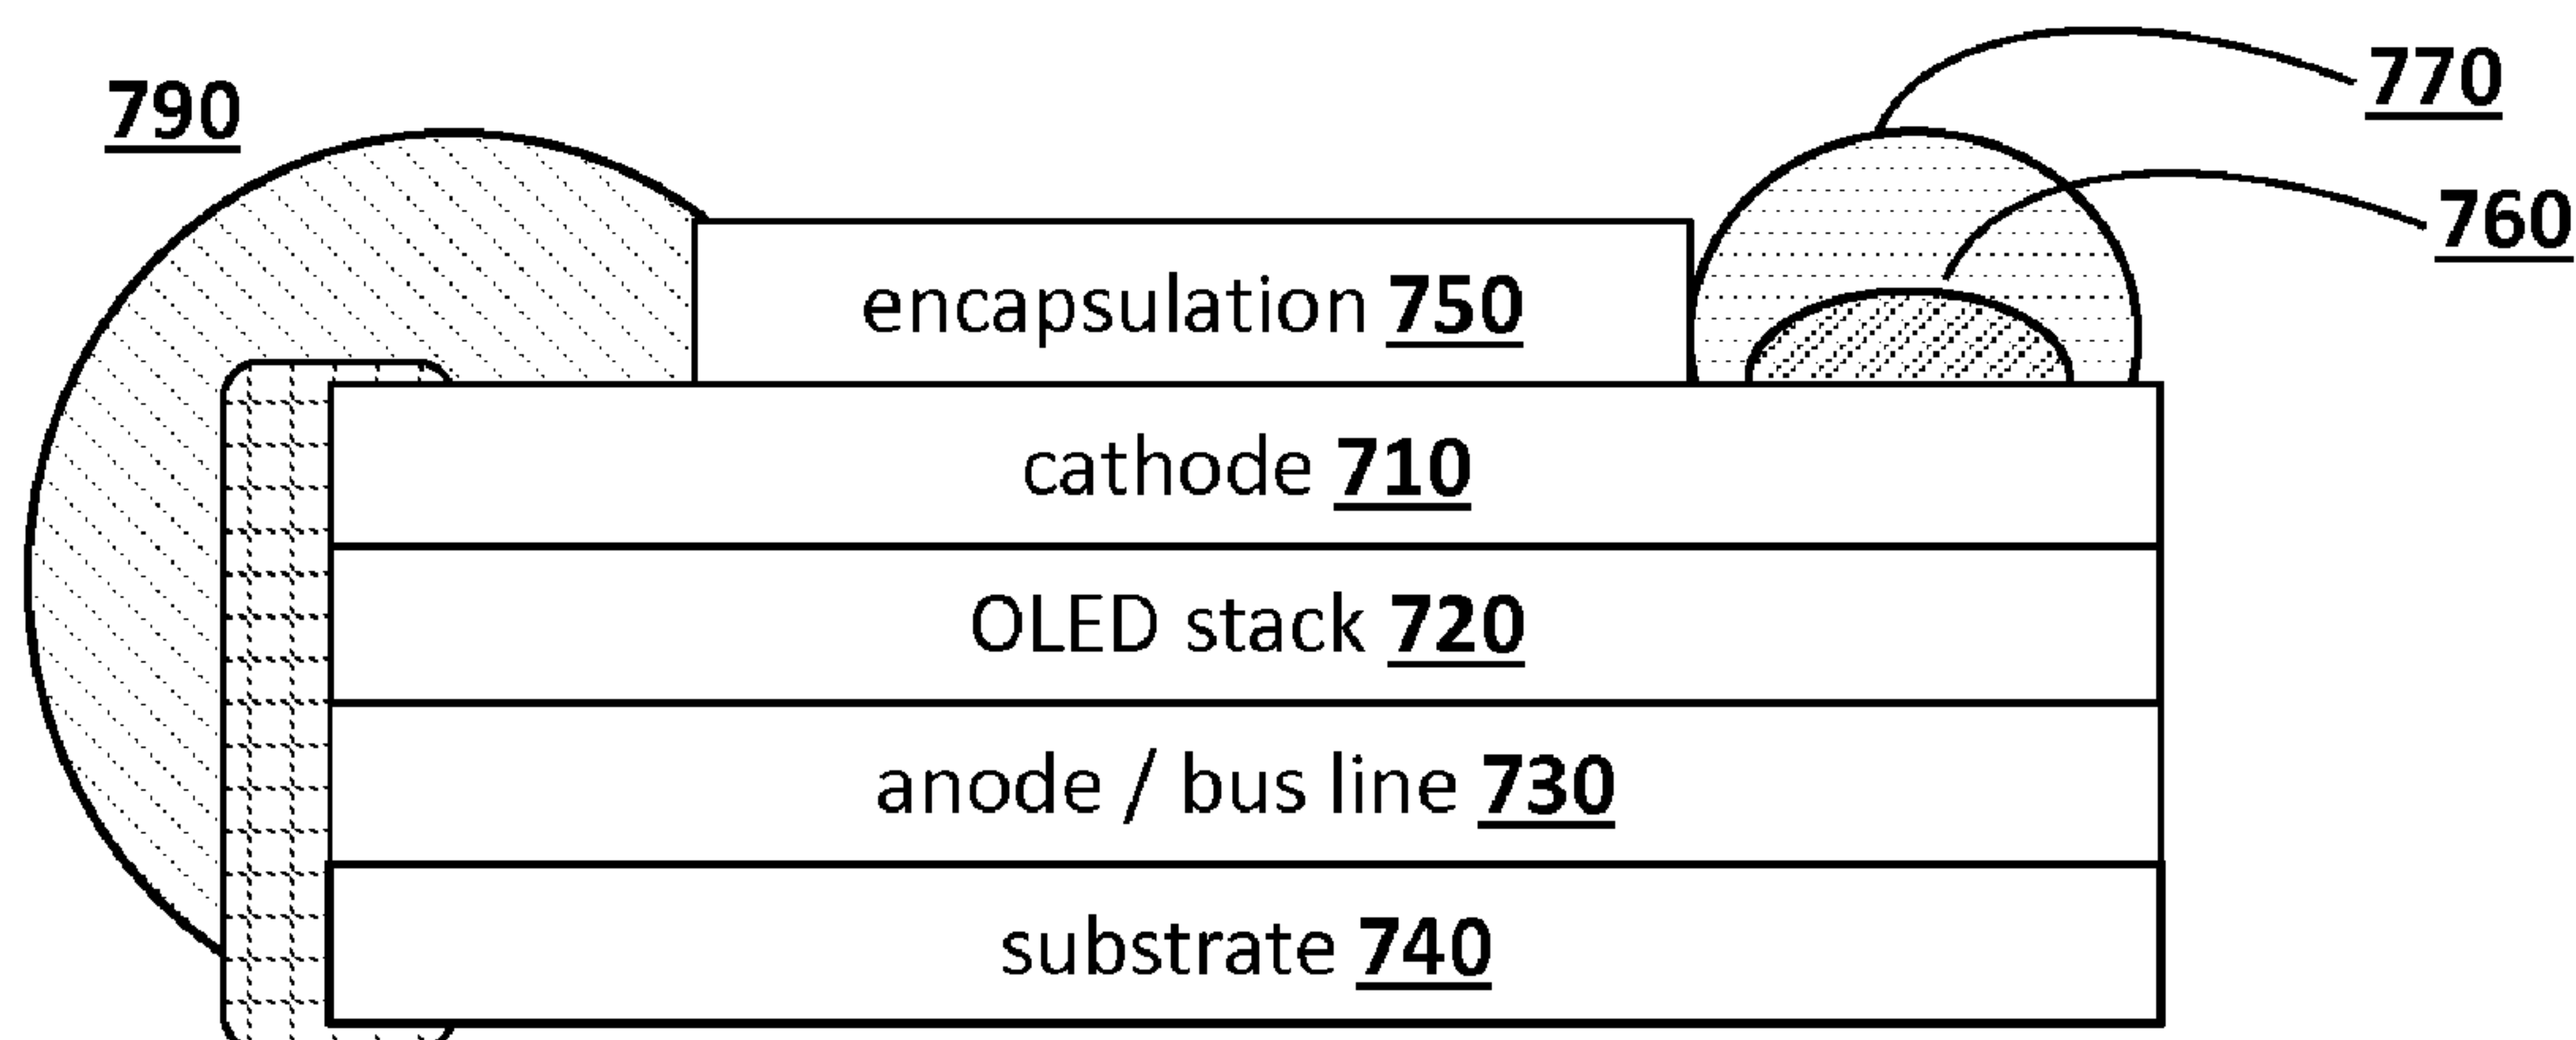 770
790
760
encapsulation 750
cathode 710
OLED stack 720
anode / bus line 730
substrate 740